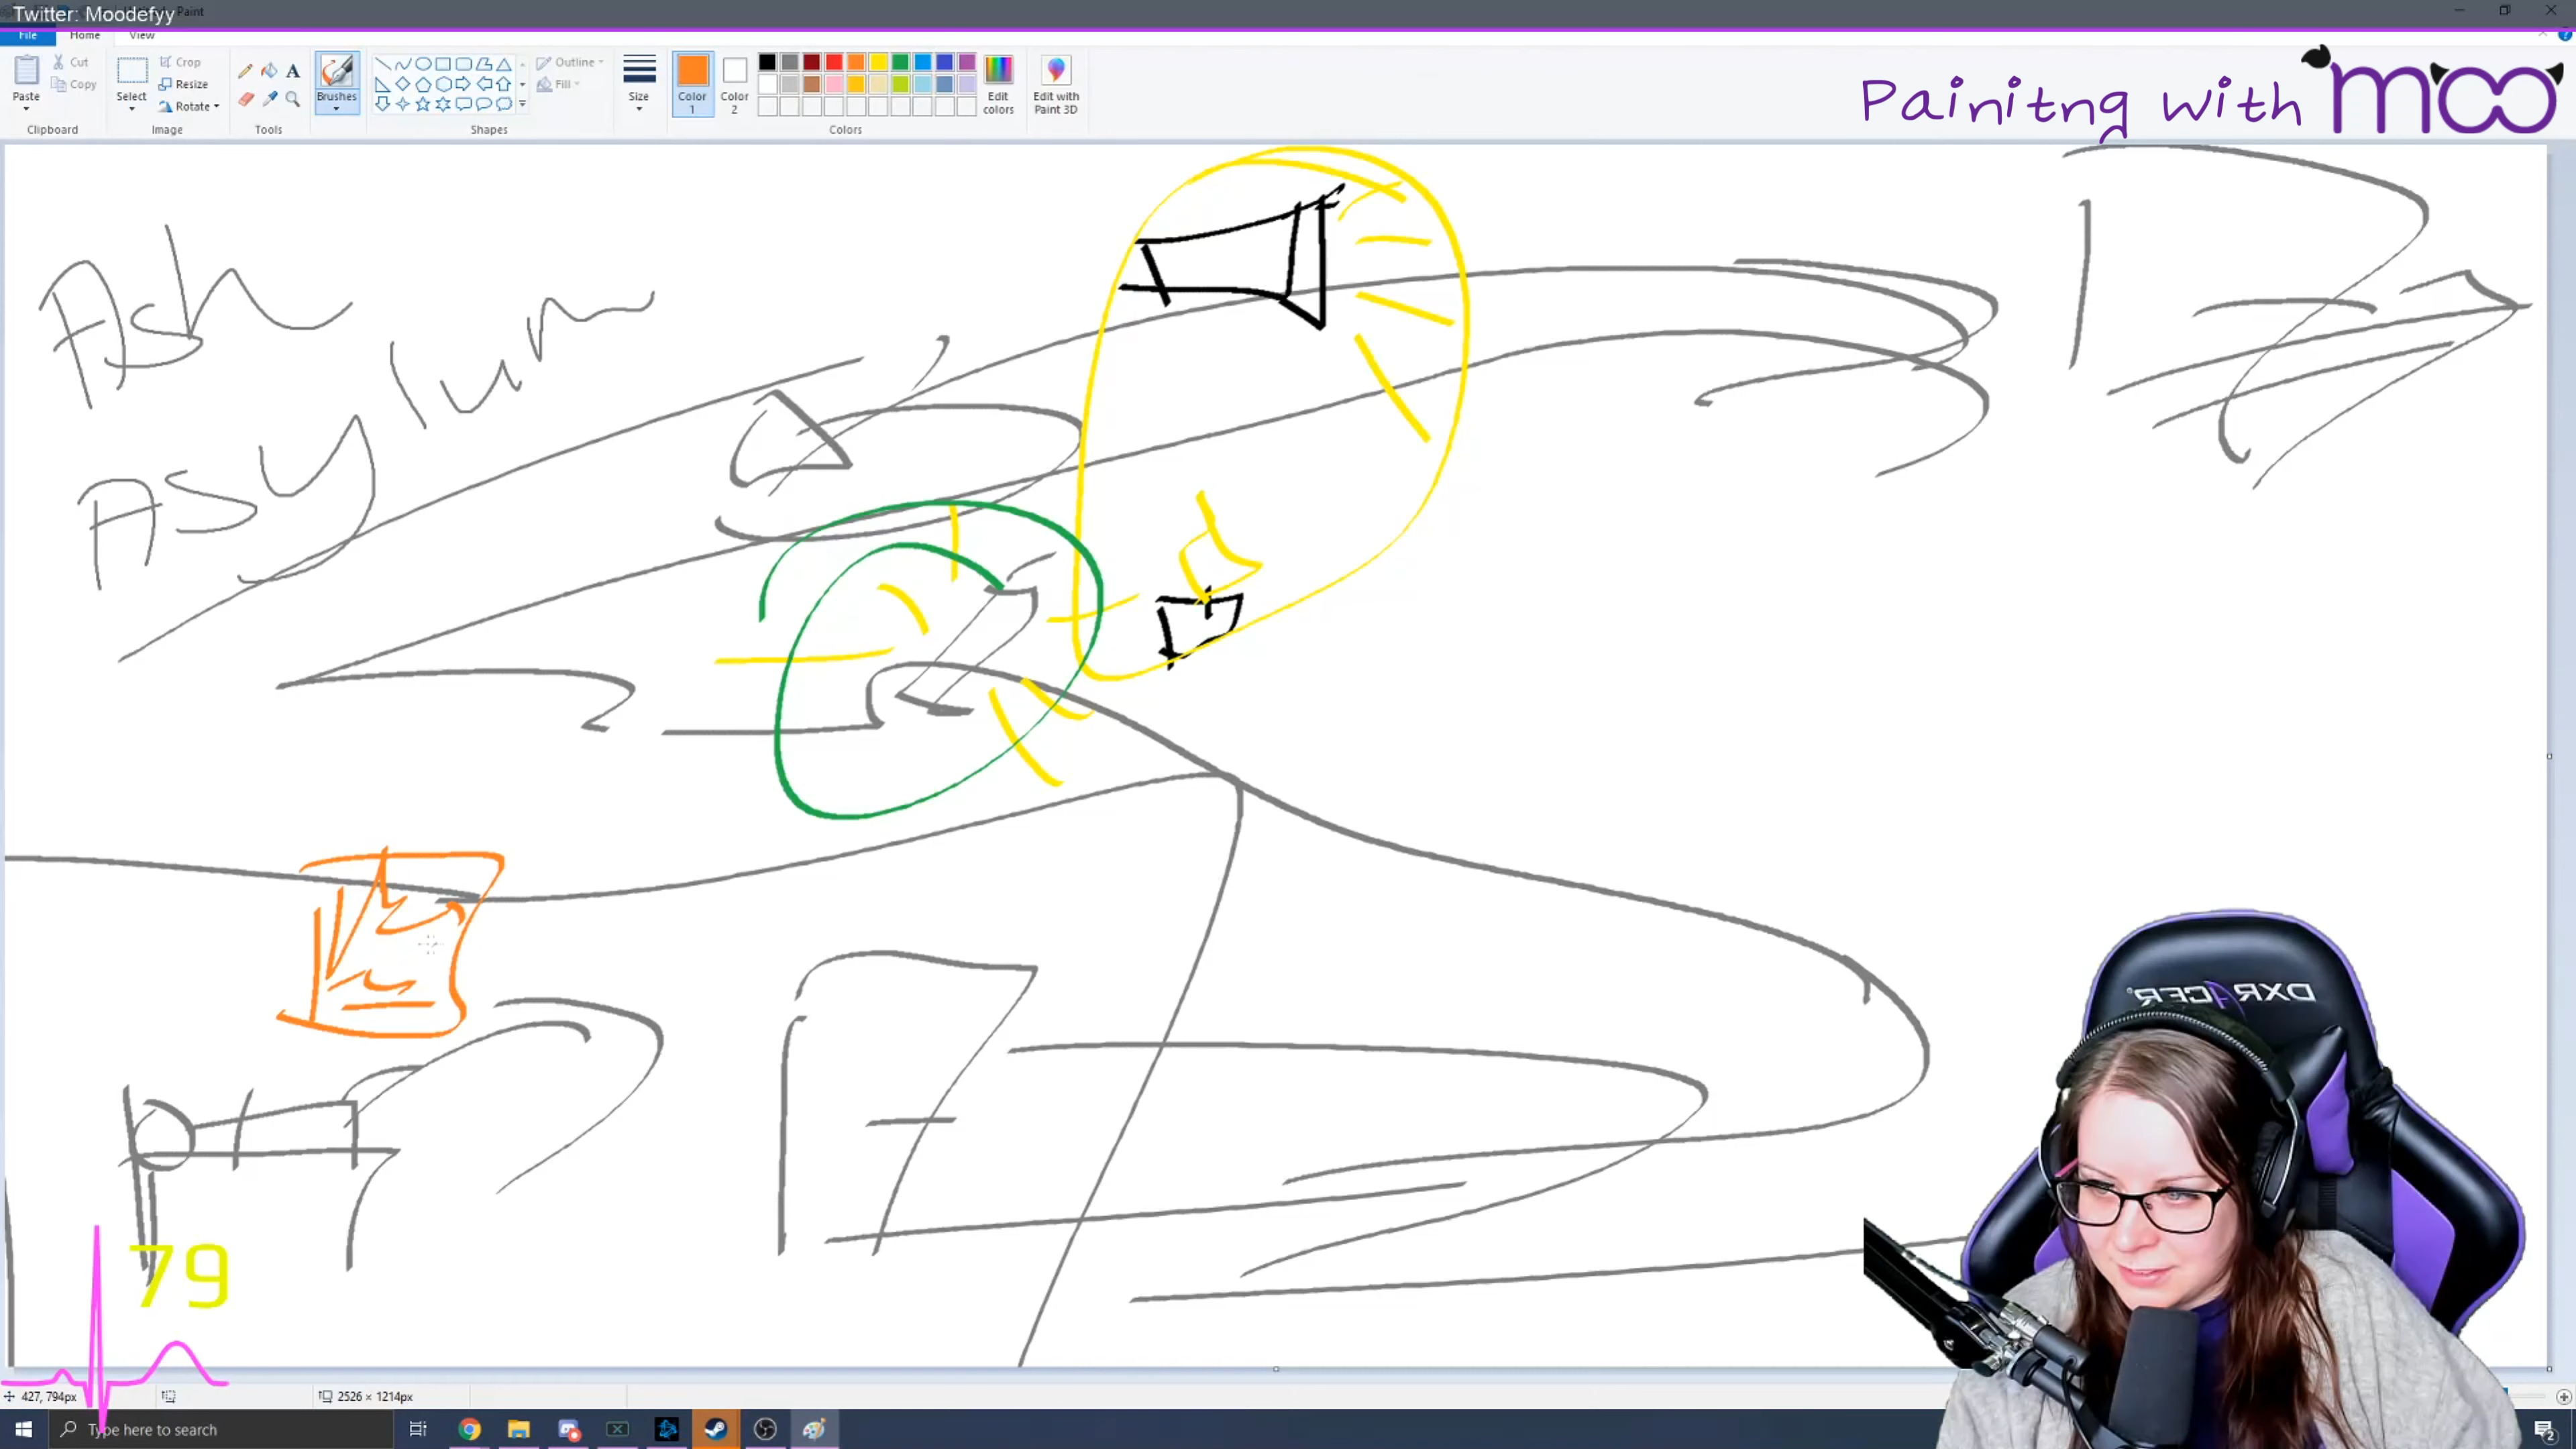 Twitter: Moodefyy Paint
File Home View
Cut
Copy
Paste
Clipboard
Crop
Resize
Rotate
Select
Image
Tools
Brushes
Shapes
Outline
Fill
Size
Color 1
Color 2
Edit colors
Edit with Paint 3D
Colors
Painitng with moo
Ash
Asylum
DXRACER
79
427, 794px
2526 × 1214px
Type here to search
2